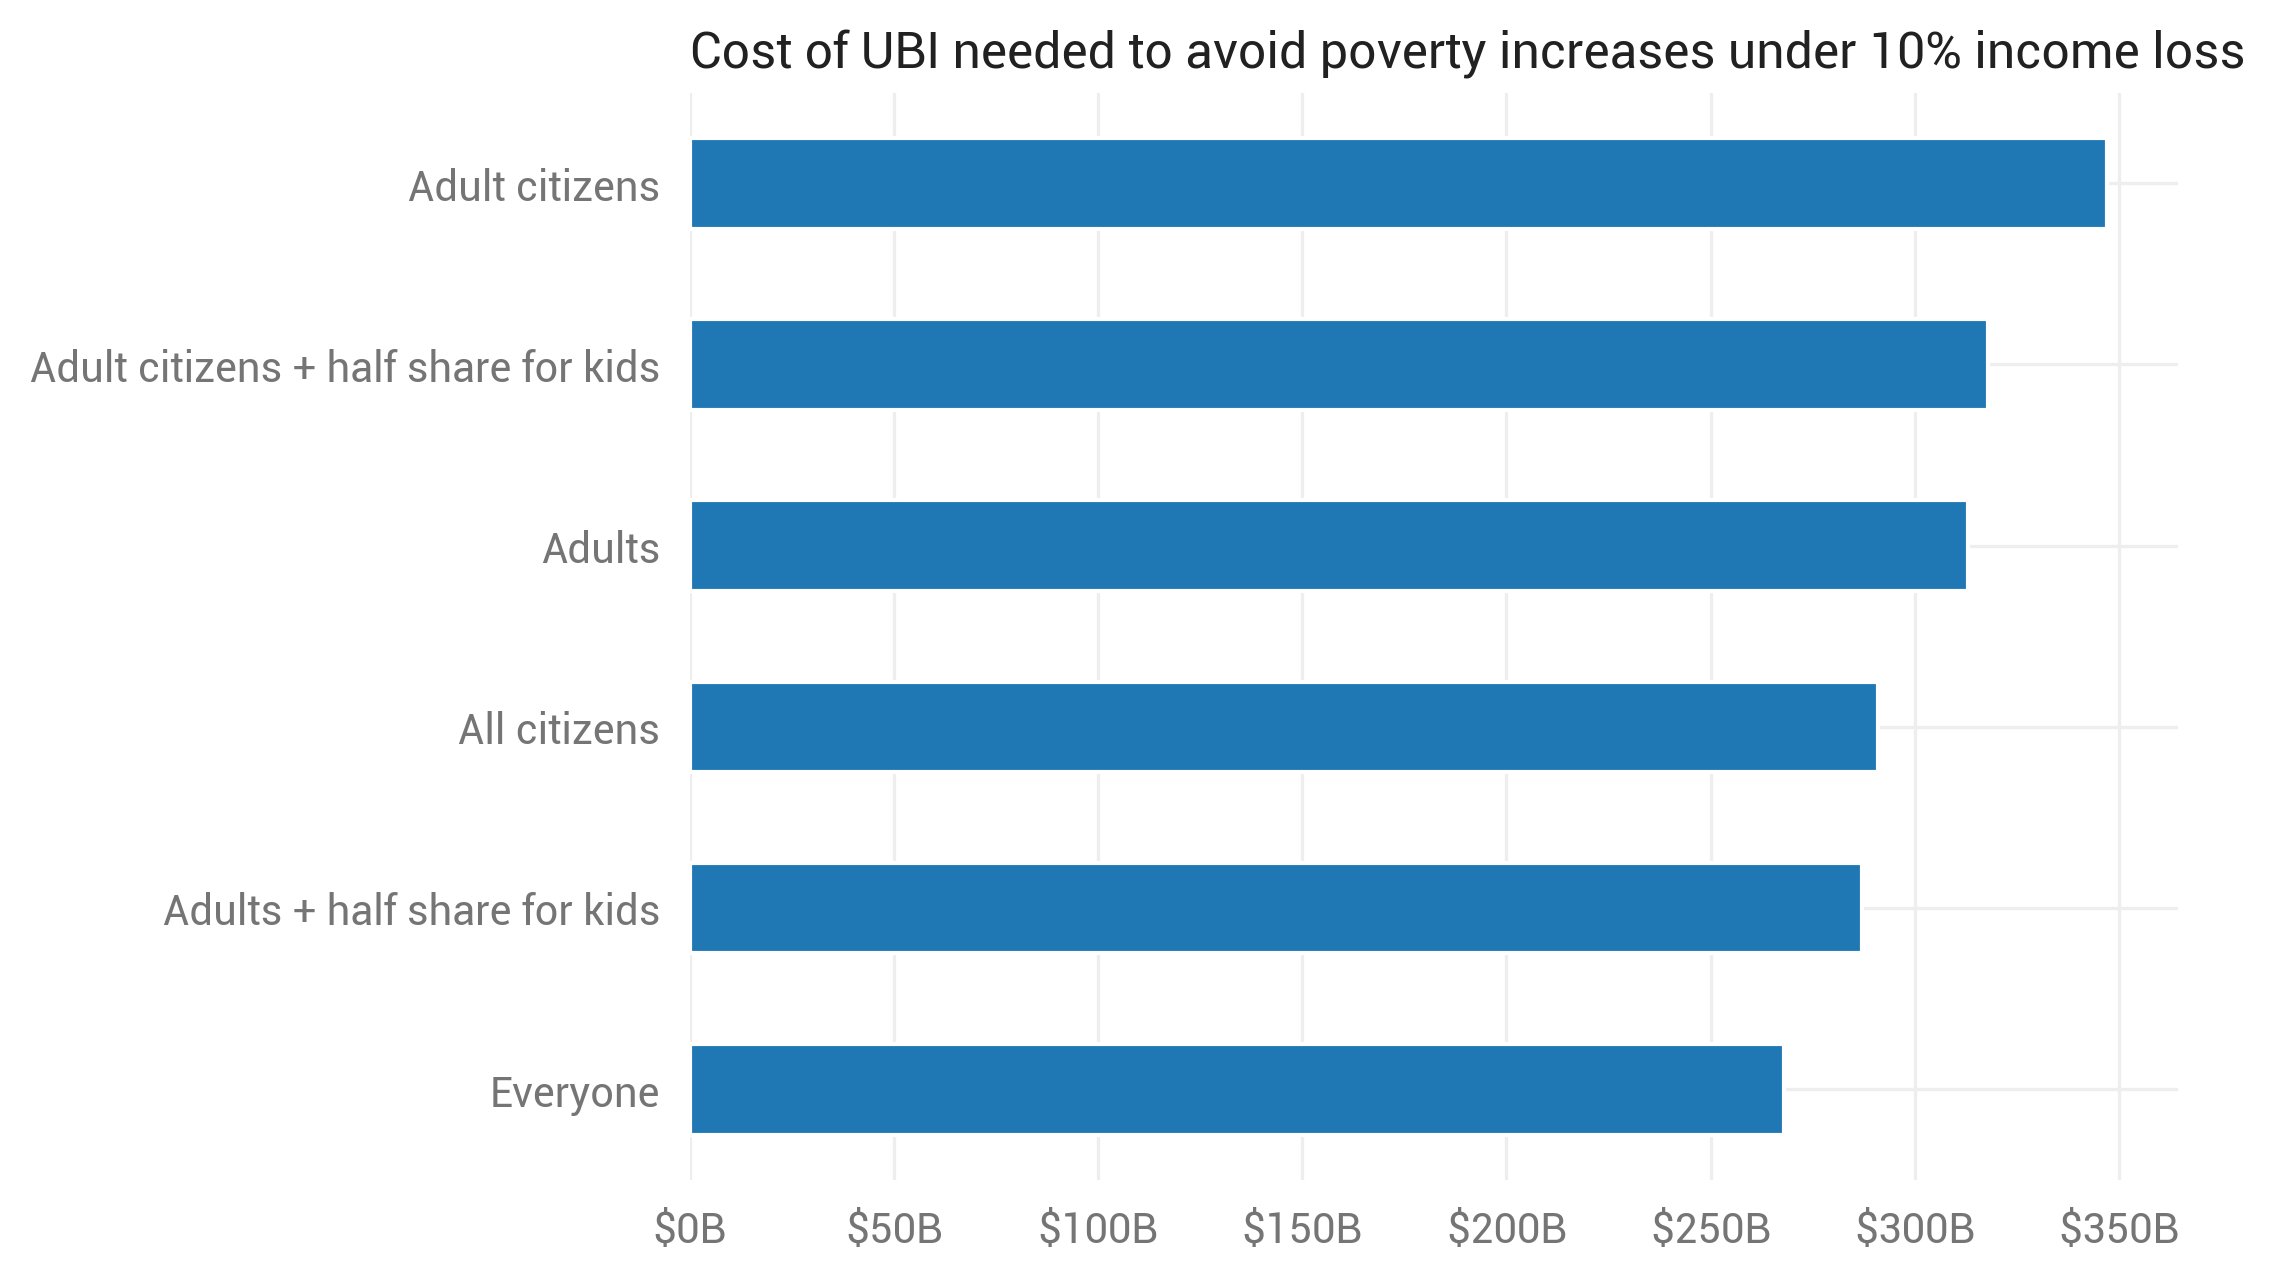 Cost of UBI needed to avoid poverty increases under 10% income loss
Adult citizens
Adult citizens + half share for kids
Adults
All citizens
Adults + half share for kids
Everyone
$0B $50B $100B $150B $200B $250B $300B $350B